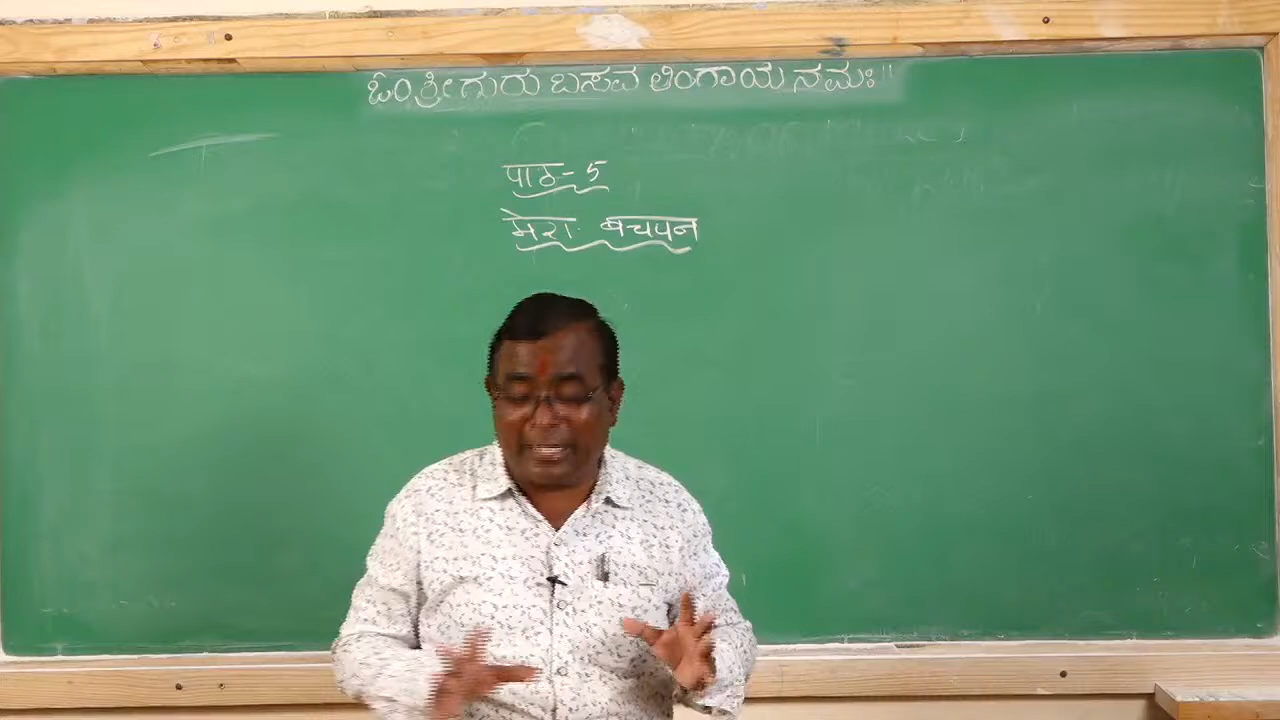 ಓಂ ಶ್ರೀ ಗುರು ಬಸವ ಲಿಂಗಾಯ ನಮಃ ॥
पाठ - 5
मेरा बचपन